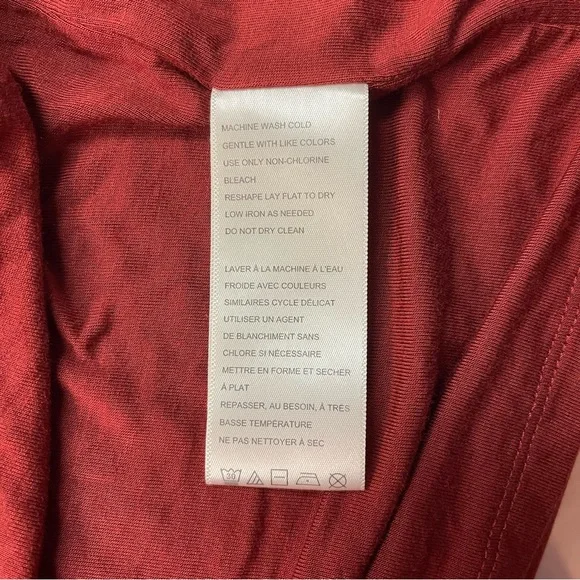 MACHINE WASH COLD
GENTLE WITH LIKE COLORS
USE ONLY NON-CHLORINE
BLEACH
RESHAPE LAY FLAT TO DRY
LOW IRON AS NEEDED
DO NOT DRY CLEAN
LAVER À LA MACHINE À L'EAU
FROIDE AVEC COULEURS
SIMILAIRES CYCLE DÉLICAT
UTILISER UN AGENT
DE BLANCHIMENT SANS
CHLORE SI NÉCESSAIRE
METTRE EN FORME ET SECHER
À PLAT
REPASSER, AU BESOIN, À TRÈS
BASSE TEMPÉRATURE
NE PAS NETTOYER À SEC
30